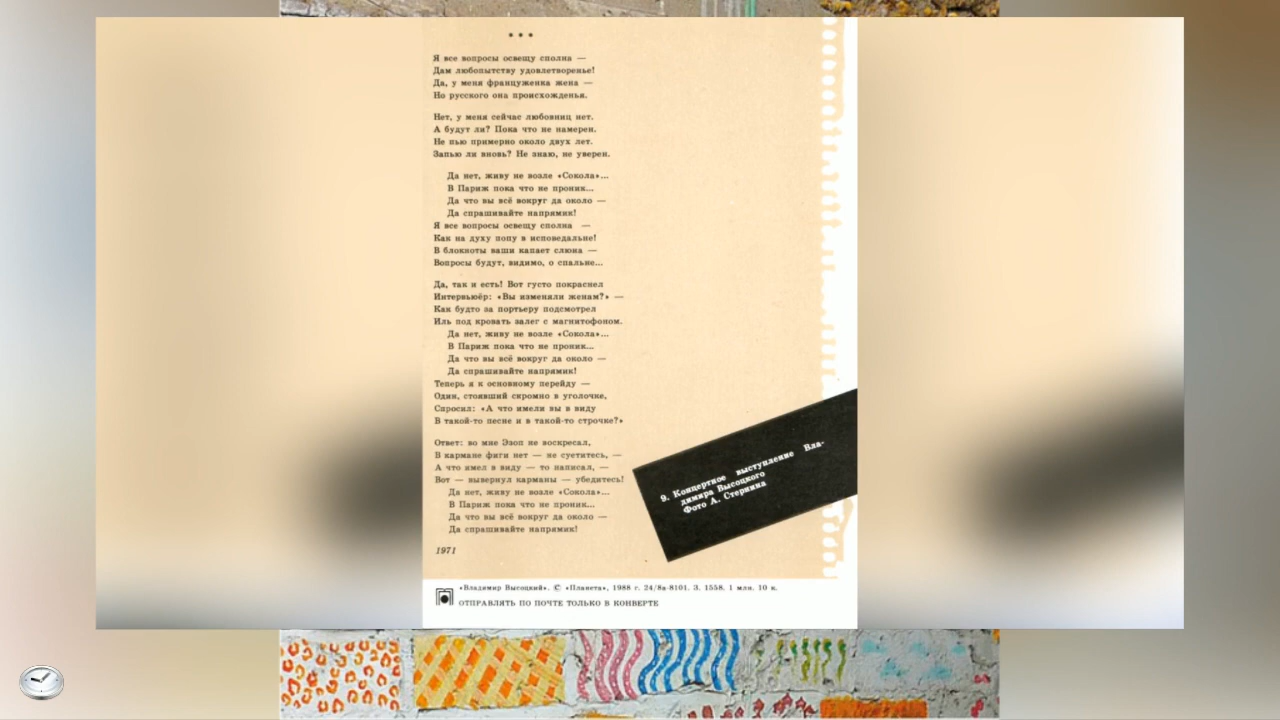 * * *
Я все вопросы освещу сполна —
Дам любопытству удовлетворенье!
Да, у меня француженка жена —
Но русского она происхожденья.
Нет, у меня сейчас любовниц нет.
А будут ли? Пока что не намерен.
Не пью примерно около двух лет.
Запью ли вновь? Не знаю, не уверен.
Да нет, живу не возле «Сокола»...
В Париж пока что не проник...
Да что вы всё вокруг да около —
Да спрашивайте напрямик!
Я все вопросы освещу сполна —
Как на духу попу в исповедальне!
В блокноты ваши капает слюна —
Вопросы будут, видимо, о спальне...
Да, так и есть! Вот густо покраснел
Интервьюёр: «Вы изменяли женам?» —
Как будто за портьеру подсмотрел
Иль под кровать залег с магнитофоном.
Да нет, живу не возле «Сокола»...
В Париж пока что не проник...
Да что вы всё вокруг да около —
Да спрашивайте напрямик!
Теперь я к основному перейду —
Один, стоявший скромно в уголочке,
Спросил: «А что имели вы в виду
В такой-то песне и в такой-то строчке?»
Ответ: во мне Эзоп не воскресал,
В кармане фиги нет — не суетитесь, —
А что имел в виду — то написал, —
Вот — вывернул карманы — убедитесь!
Да нет, живу не возле «Сокола»...
В Париж пока что не проник...
Да что вы всё вокруг да около —
Да спрашивайте напрямик!
1971
9. Концертное выступление Вла-
димира Высоцкого
Фото А. Стернина
«Владимир Высоцкий». © «Планета», 1988 г. 24/8а-8101. З. 1558. 1 млн. 10 к.
ОТПРАВЛЯТЬ ПО ПОЧТЕ ТОЛЬКО В КОНВЕРТЕ